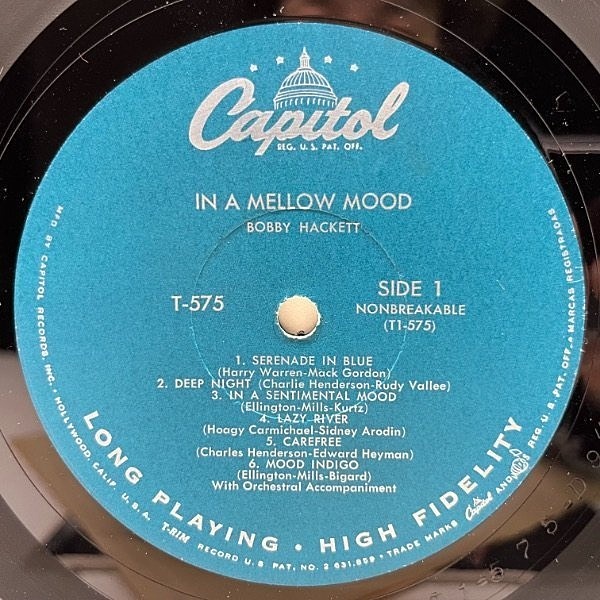 Capitol
REG. U.S. PAT. OFF.
IN A MELLOW MOOD
BOBBY HACKETT
T-575
SIDE 1
NONBREAKABLE
(T1-575)
1. SERENADE IN BLUE
(Harry Warren-Mack Gordon)
2. DEEP NIGHT (Charlie Henderson-Rudy Vallee)
3. IN A SENTIMENTAL MOOD
(Ellington-Mills-Kurtz)
4. LAZY RIVER
(Hoagy Carmichael-Sidney Arodin)
5. CAREFREE
(Charles Henderson-Edward Heyman)
6. MOOD INDIGO
(Ellington-Mills-Bigard)
With Orchestral Accompaniment
LONG PLAYING • HIGH FIDELITY
MFD. BY CAPITOL RECORDS, INC. • HOLLYWOOD, CALIF. U.S.A. T-RIM RECORD U.S. PAT. NO. 2 631,859 • TRADE MARKS Capitol AND REG. U.S. PAT. OFF. • MARCAS REGISTRADAS